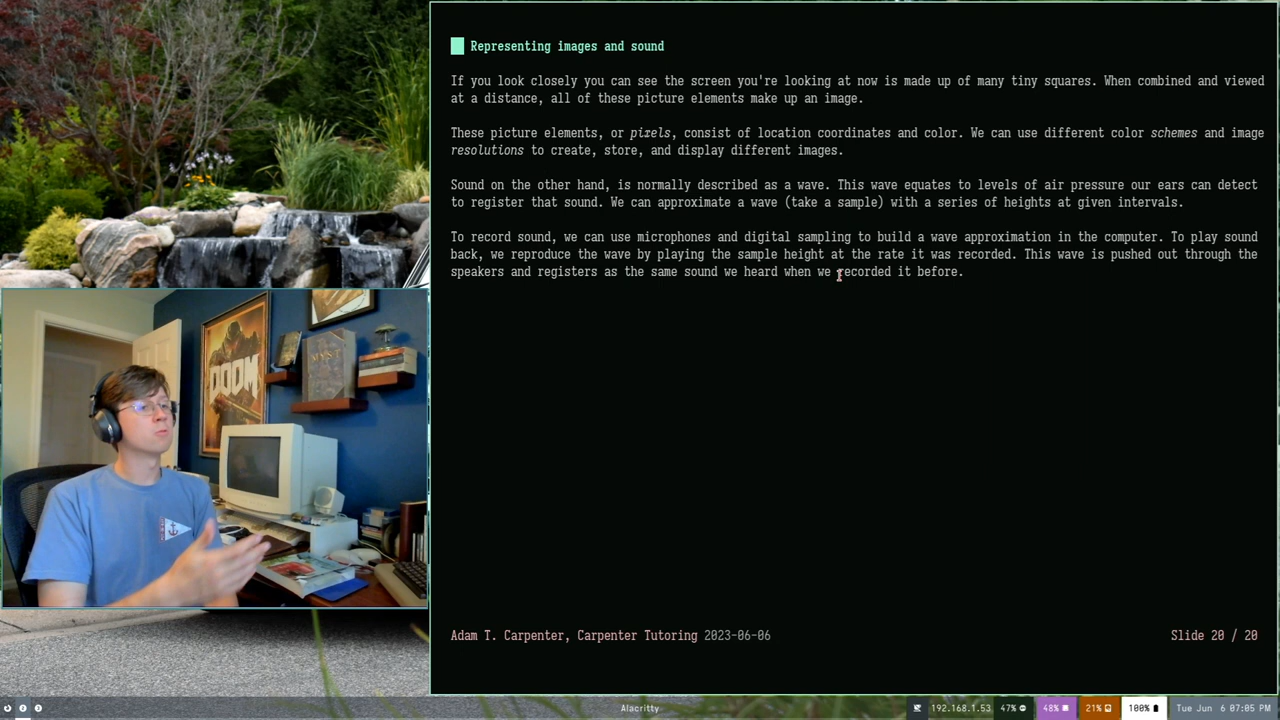 Representing images and sound
If you look closely you can see the screen you're looking at now is made up of many tiny squares. When combined and viewed
at a distance, all of these picture elements make up an image.
These picture elements, or pixels, consist of location coordinates and color. We can use different color schemes and image
resolutions to create, store, and display different images.
Sound on the other hand, is normally described as a wave. This wave equates to levels of air pressure our ears can detect
to register that sound. We can approximate a wave (take a sample) with a series of heights at given intervals.
To record sound, we can use microphones and digital sampling to build a wave approximation in the computer. To play sound
back, we reproduce the wave by playing the sample height at the rate it was recorded. This wave is pushed out through the
speakers and registers as the same sound we heard when we recorded it before.
DOOM
MYST
Adam T. Carpenter, Carpenter Tutoring 2023-06-06
Slide 20 / 20
Alacritty
192.168.1.53
47%
48%
21%
100%
Tue Jun 6 07:05 PM